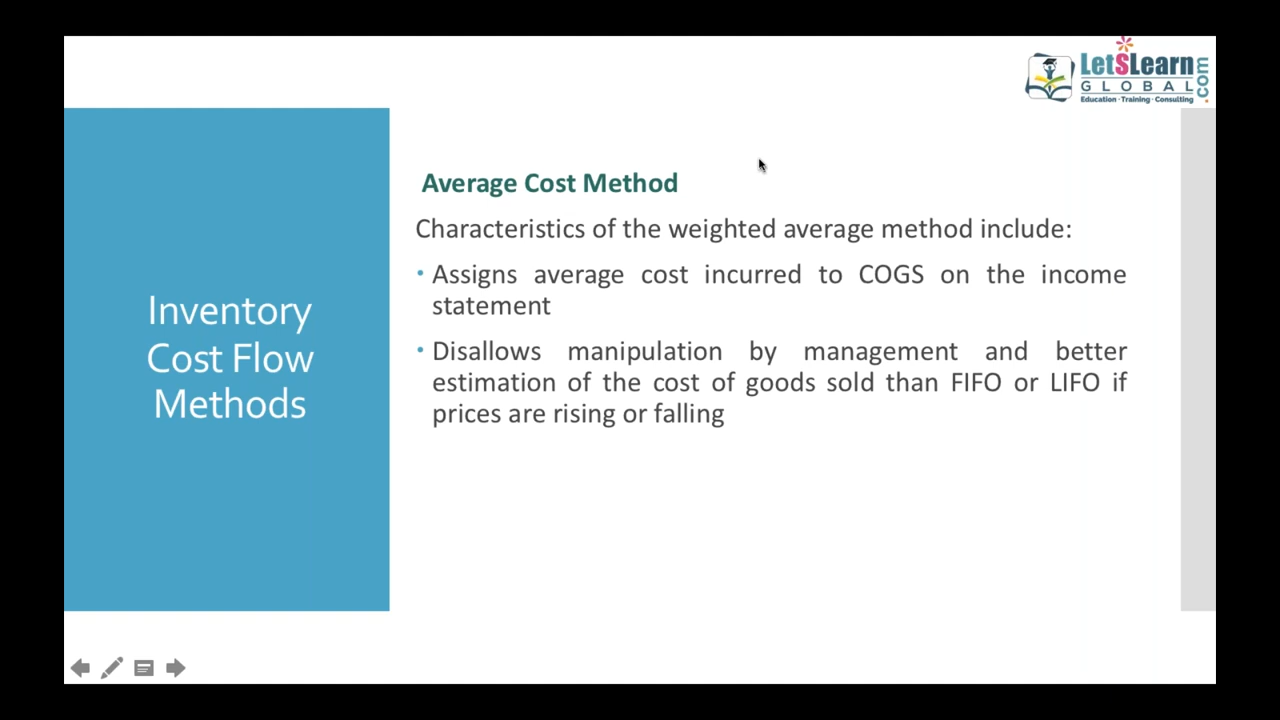 LetSLearn
.com
GLOBAL
Education · Training · Consulting
Inventory
Cost Flow
Methods
Average Cost Method
Characteristics of the weighted average method include:
• Assigns average cost incurred to COGS on the income
statement
• Disallows manipulation by management and better
estimation of the cost of goods sold than FIFO or LIFO if
prices are rising or falling